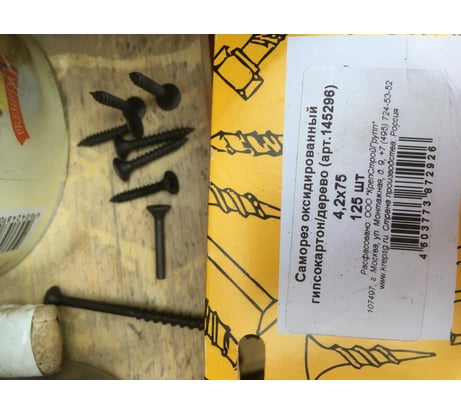 Саморез оксидированный
гипсокартон/дерево (арт.145296)
4,2x75
125 шт
Расфасовано: ООО "КрепСтройГрупп"
107497, г. Москва, ул. Монтажная, д. 9, +7 (495) 724-53-52
www.krepsg.ru. Страна производства: Россия
4603773872926